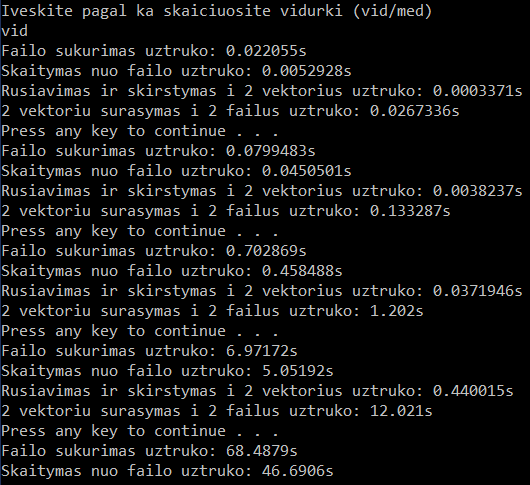 Iveskite pagal ka skaiciuosite vidurki (vid/med)
vid
Failo sukurimas uztruko: 0.022055s
Skaitymas nuo failo uztruko: 0.0052928s
Rusiavimas ir skirstymas i 2 vektorius uztruko: 0.0003371s
2 vektoriu surasymas i 2 failus uztruko: 0.0267336s
Press any key to continue . . .
Failo sukurimas uztruko: 0.0799483s
Skaitymas nuo failo uztruko: 0.0450501s
Rusiavimas ir skirstymas i 2 vektorius uztruko: 0.0038237s
2 vektoriu surasymas i 2 failus uztruko: 0.133287s
Press any key to continue . . .
Failo sukurimas uztruko: 0.702869s
Skaitymas nuo failo uztruko: 0.458488s
Rusiavimas ir skirstymas i 2 vektorius uztruko: 0.0371946s
2 vektoriu surasymas i 2 failus uztruko: 1.202s
Press any key to continue . . .
Failo sukurimas uztruko: 6.97172s
Skaitymas nuo failo uztruko: 5.05192s
Rusiavimas ir skirstymas i 2 vektorius uztruko: 0.440015s
2 vektoriu surasymas i 2 failus uztruko: 12.021s
Press any key to continue . . .
Failo sukurimas uztruko: 68.4879s
Skaitymas nuo failo uztruko: 46.6906s